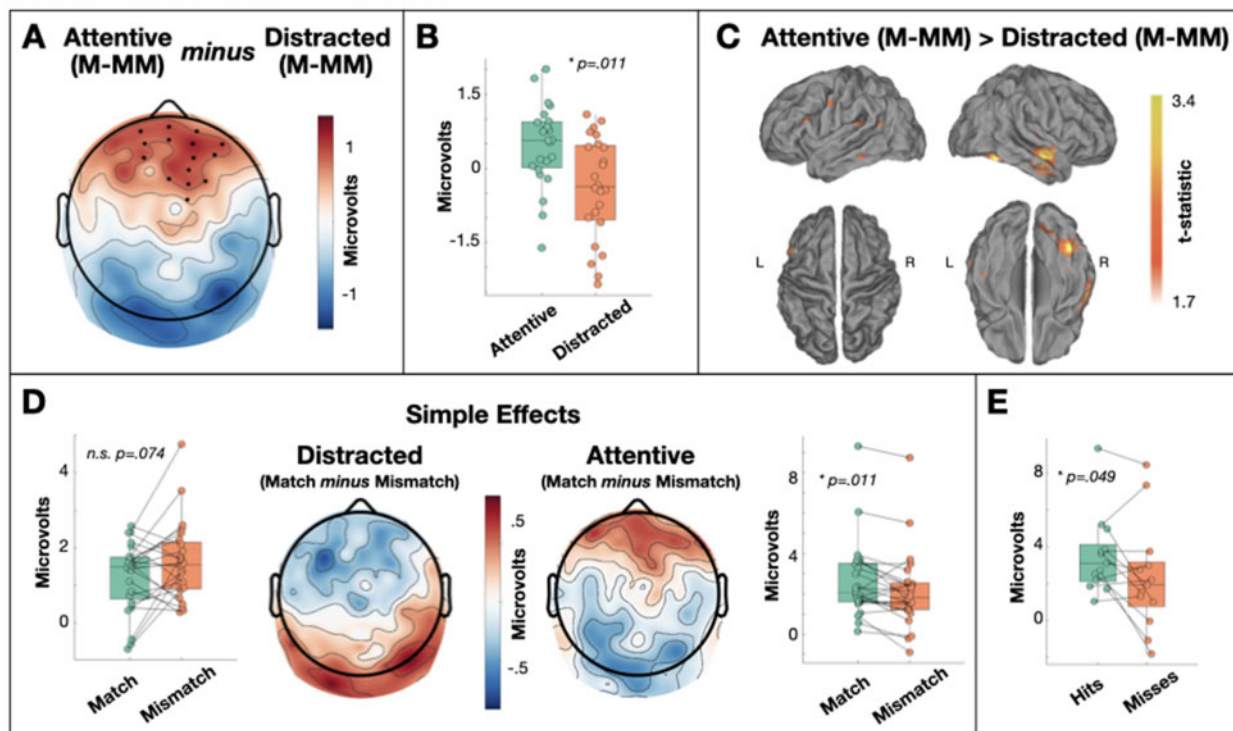 A
Attentive
(M-MM)
minus
Distracted
(M-MM)
1
-1
Microvolts
B
* p=.011
1.5
0
-1.5
Microvolts
Attentive
Distracted
C
Attentive (M-MM) > Distracted (M-MM)
L
R
L
R
3.4
t-statistic
1.7
D
Simple Effects
n.s. p=.074
4
2
0
Microvolts
Match
Mismatch
Distracted
(Match minus Mismatch)
.5
-.5
Microvolts
Attentive
(Match minus Mismatch)
* p=.011
8
4
0
Microvolts
Match
Mismatch
E
* p=.049
8
4
0
Microvolts
Hits
Misses